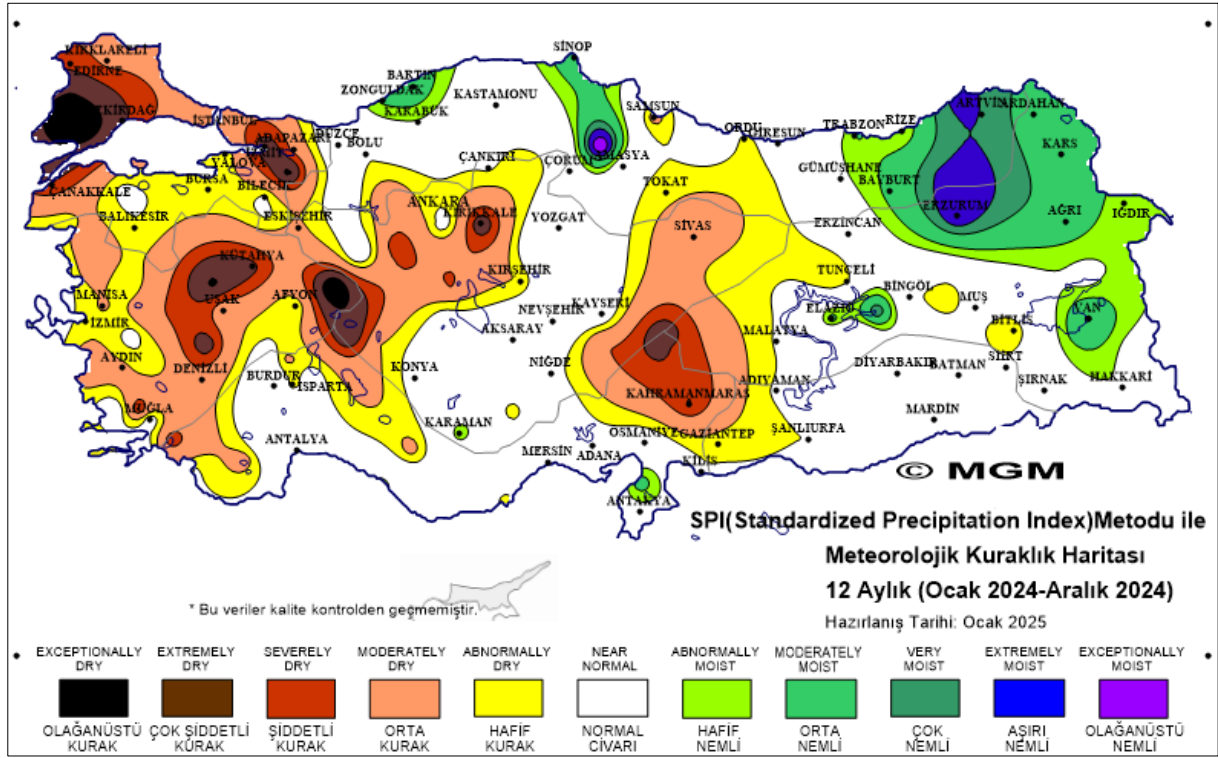 SİNOP
KIRKLARELİ
EDİRNE
BARTIN
ZONGULDAK
KASTAMONU
KARABÜK
SAMSUN
ARTVİN
ARDAHAN
İSTANBUL
ADAPAZARI
DÜZCE
BOLU
ORDU
GİRESUN
TRABZON
RİZE
KARS
YALOVA
BURSA
BİLECİK
ÇANKIRI
ÇORUM
AMASYA
TOKAT
GÜMÜŞHANE
BAYBURT
ÇANAKKALE
BALIKESİR
ESKİŞEHİR
ANKARA
KIRIKKALE
YOZGAT
SİVAS
ERZİNCAN
ERZURUM
AĞRI
IĞDIR
KÜTAHYA
MANİSA
UŞAK
AFYON
KIRŞEHİR
NEVŞEHİR
KAYSERİ
TUNCELİ
BİNGÖL
MUŞ
İZMİR
AKSARAY
MALATYA
ELAZIĞ
BİTLİS
VAN
AYDIN
DENİZLİ
BURDUR
ISPARTA
KONYA
NİĞDE
KAHRAMANMARAŞ
ADIYAMAN
DİYARBAKIR
BATMAN
SİİRT
ŞIRNAK
HAKKARİ
MUĞLA
ANTALYA
KARAMAN
MERSİN
ADANA
OSMANİYE
GAZİANTEP
KİLİS
ŞANLIURFA
MARDİN
ANTAKYA
© MGM
SPI(Standardized Precipitation Index)Metodu ile
Meteorolojik Kuraklık Haritası
12 Aylık (Ocak 2024-Aralık 2024)
Hazırlanış Tarihi: Ocak 2025
* Bu veriler kalite kontrolden geçmemiştir.
EXCEPTIONALLY DRY
EXTREMELY DRY
SEVERELY DRY
MODERATELY DRY
ABNORMALLY DRY
NEAR NORMAL
ABNORMALLY MOIST
MODERATELY MOIST
VERY MOIST
EXTREMELY MOIST
EXCEPTIONALLY MOIST
OLAĞANÜSTÜ KURAK
ÇOK ŞİDDETLİ KURAK
ŞİDDETLİ KURAK
ORTA KURAK
HAFİF KURAK
NORMAL CİVARI
HAFİF NEMLİ
ORTA NEMLİ
ÇOK NEMLİ
AŞIRI NEMLİ
OLAĞANÜSTÜ NEMLİ